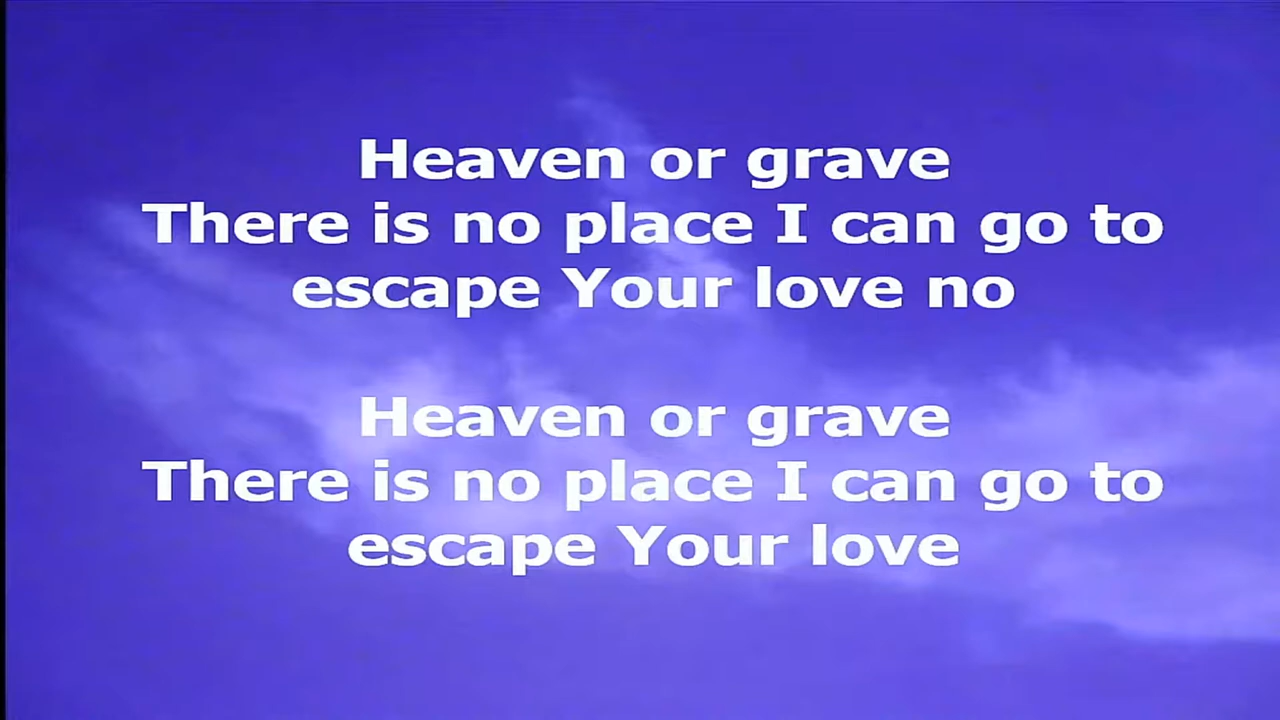 Heaven or grave
There is no place I can go to
escape Your love no
Heaven or grave
There is no place I can go to
escape Your love